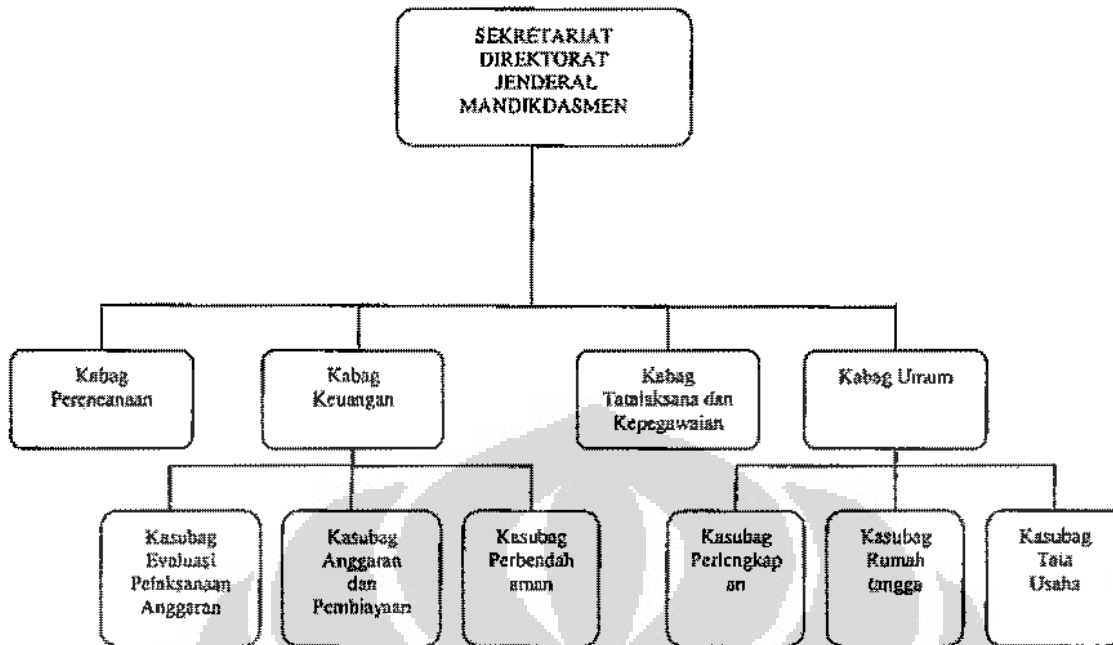 SEKRETARIAT
DIREKTORAT
JENDERAL
MANDIKDASMEN
Kabag
Perencanaan
Kabag
Keuangan
Kabag
Tatalaksana dan
Kepegawaian
Kabag Umum
Kasubag
Evaluasi
Pelaksanaan
Anggaran
Kasubag
Anggaran
dan
Pembiayaan
Kasubag
Perbendah
araan
Kasubag
Perlengkap
an
Kasubag
Rumah
tangga
Kasubag
Tata
Usaha